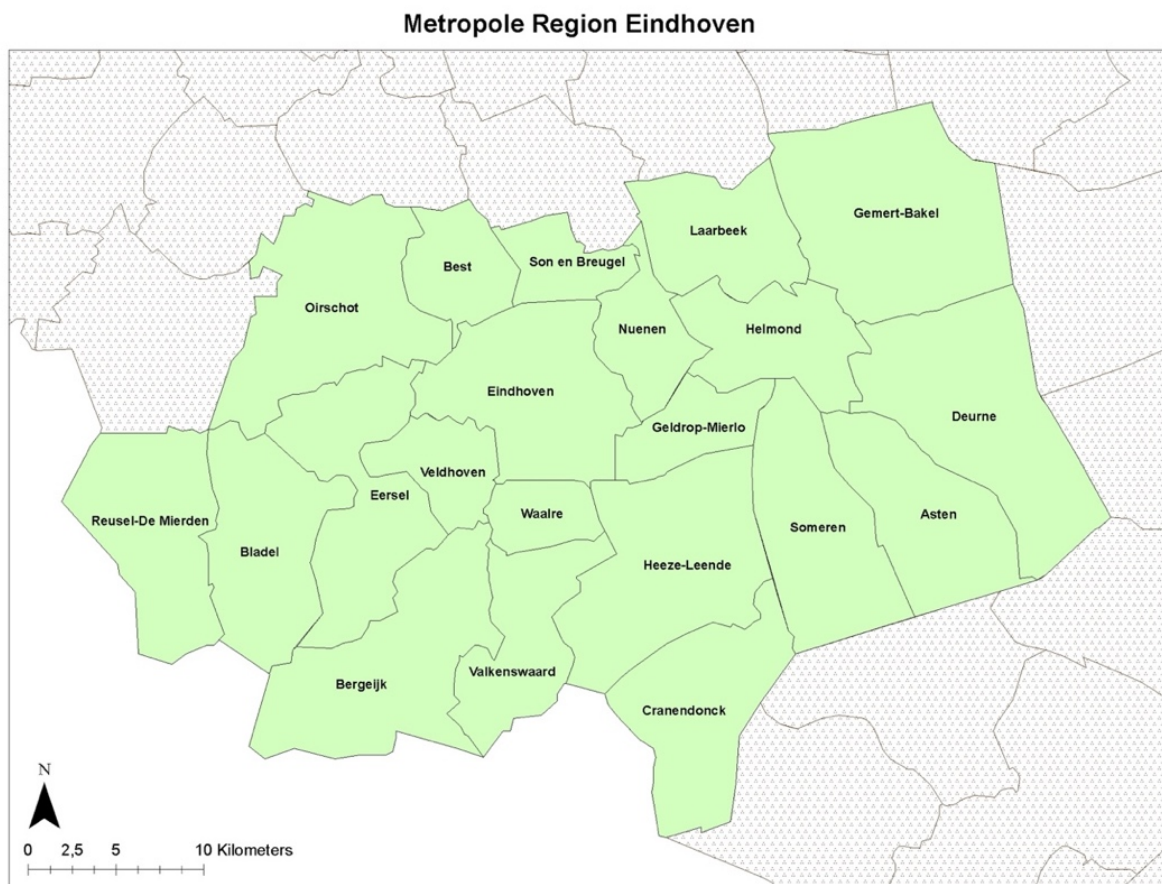 Metropole Region Eindhoven
Gemert-Bakel
Laarbeek
Son en Breugel
Best
Oirschot
Nuenen
Helmond
Eindhoven
Deurne
Geldrop-Mierlo
Veldhoven
Eersel
Waalre
Asten
Reusel-De Mierden
Someren
Bladel
Heeze-Leende
Valkenswaard
Bergeijk
Cranendonck
N
0 2,5 5 10 Kilometers